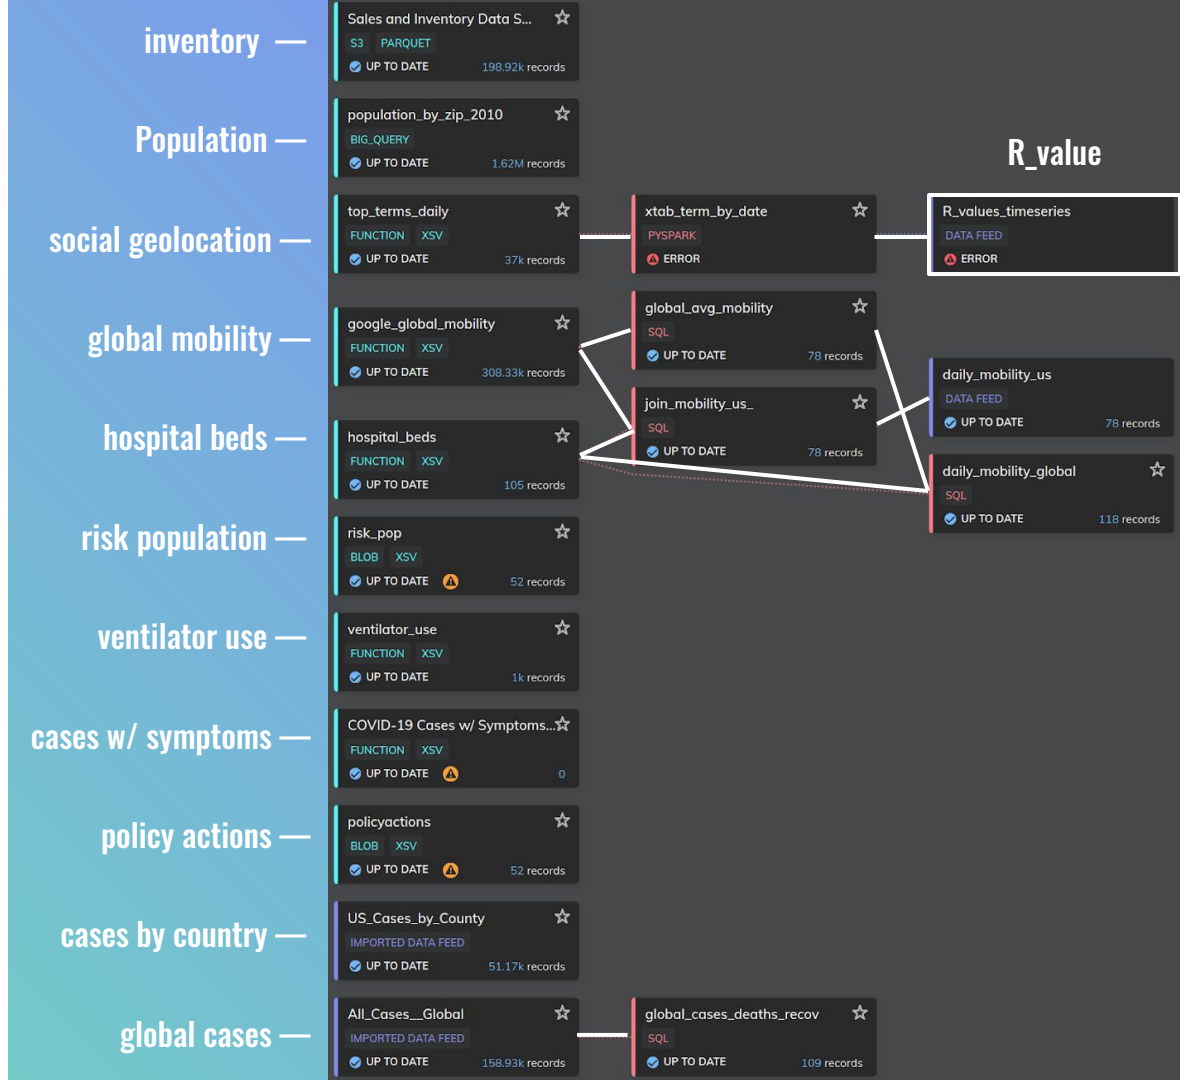 inventory
Sales and Inventory Data S...
S3 PARQUET
UP TO DATE 198.92k records
Population
population_by_zip_2010
BIG_QUERY
UP TO DATE 1.62M records
R_value
social geolocation
top_terms_daily
FUNCTION XSV
UP TO DATE 37k records
xtab_term_by_date
PYSPARK
ERROR
R_values_timeseries
DATA FEED
ERROR
global mobility
google_global_mobility
FUNCTION XSV
UP TO DATE 308.33k records
global_avg_mobility
SQL
UP TO DATE 78 records
daily_mobility_us
DATA FEED
UP TO DATE 78 records
hospital beds
hospital_beds
FUNCTION XSV
UP TO DATE 105 records
join_mobility_us_
SQL
UP TO DATE 78 records
daily_mobility_global
SQL
UP TO DATE 118 records
risk population
risk_pop
BLOB XSV
UP TO DATE 52 records
ventilator use
ventilator_use
FUNCTION XSV
UP TO DATE 1k records
cases w/ symptoms
COVID-19 Cases w/ Symptoms...
FUNCTION XSV
UP TO DATE 0
policy actions
policyactions
BLOB XSV
UP TO DATE 52 records
cases by country
US_Cases_by_County
IMPORTED DATA FEED
UP TO DATE 51.17k records
global cases
All_Cases__Global
IMPORTED DATA FEED
UP TO DATE 158.93k records
global_cases_deaths_recov
SQL
UP TO DATE 109 records